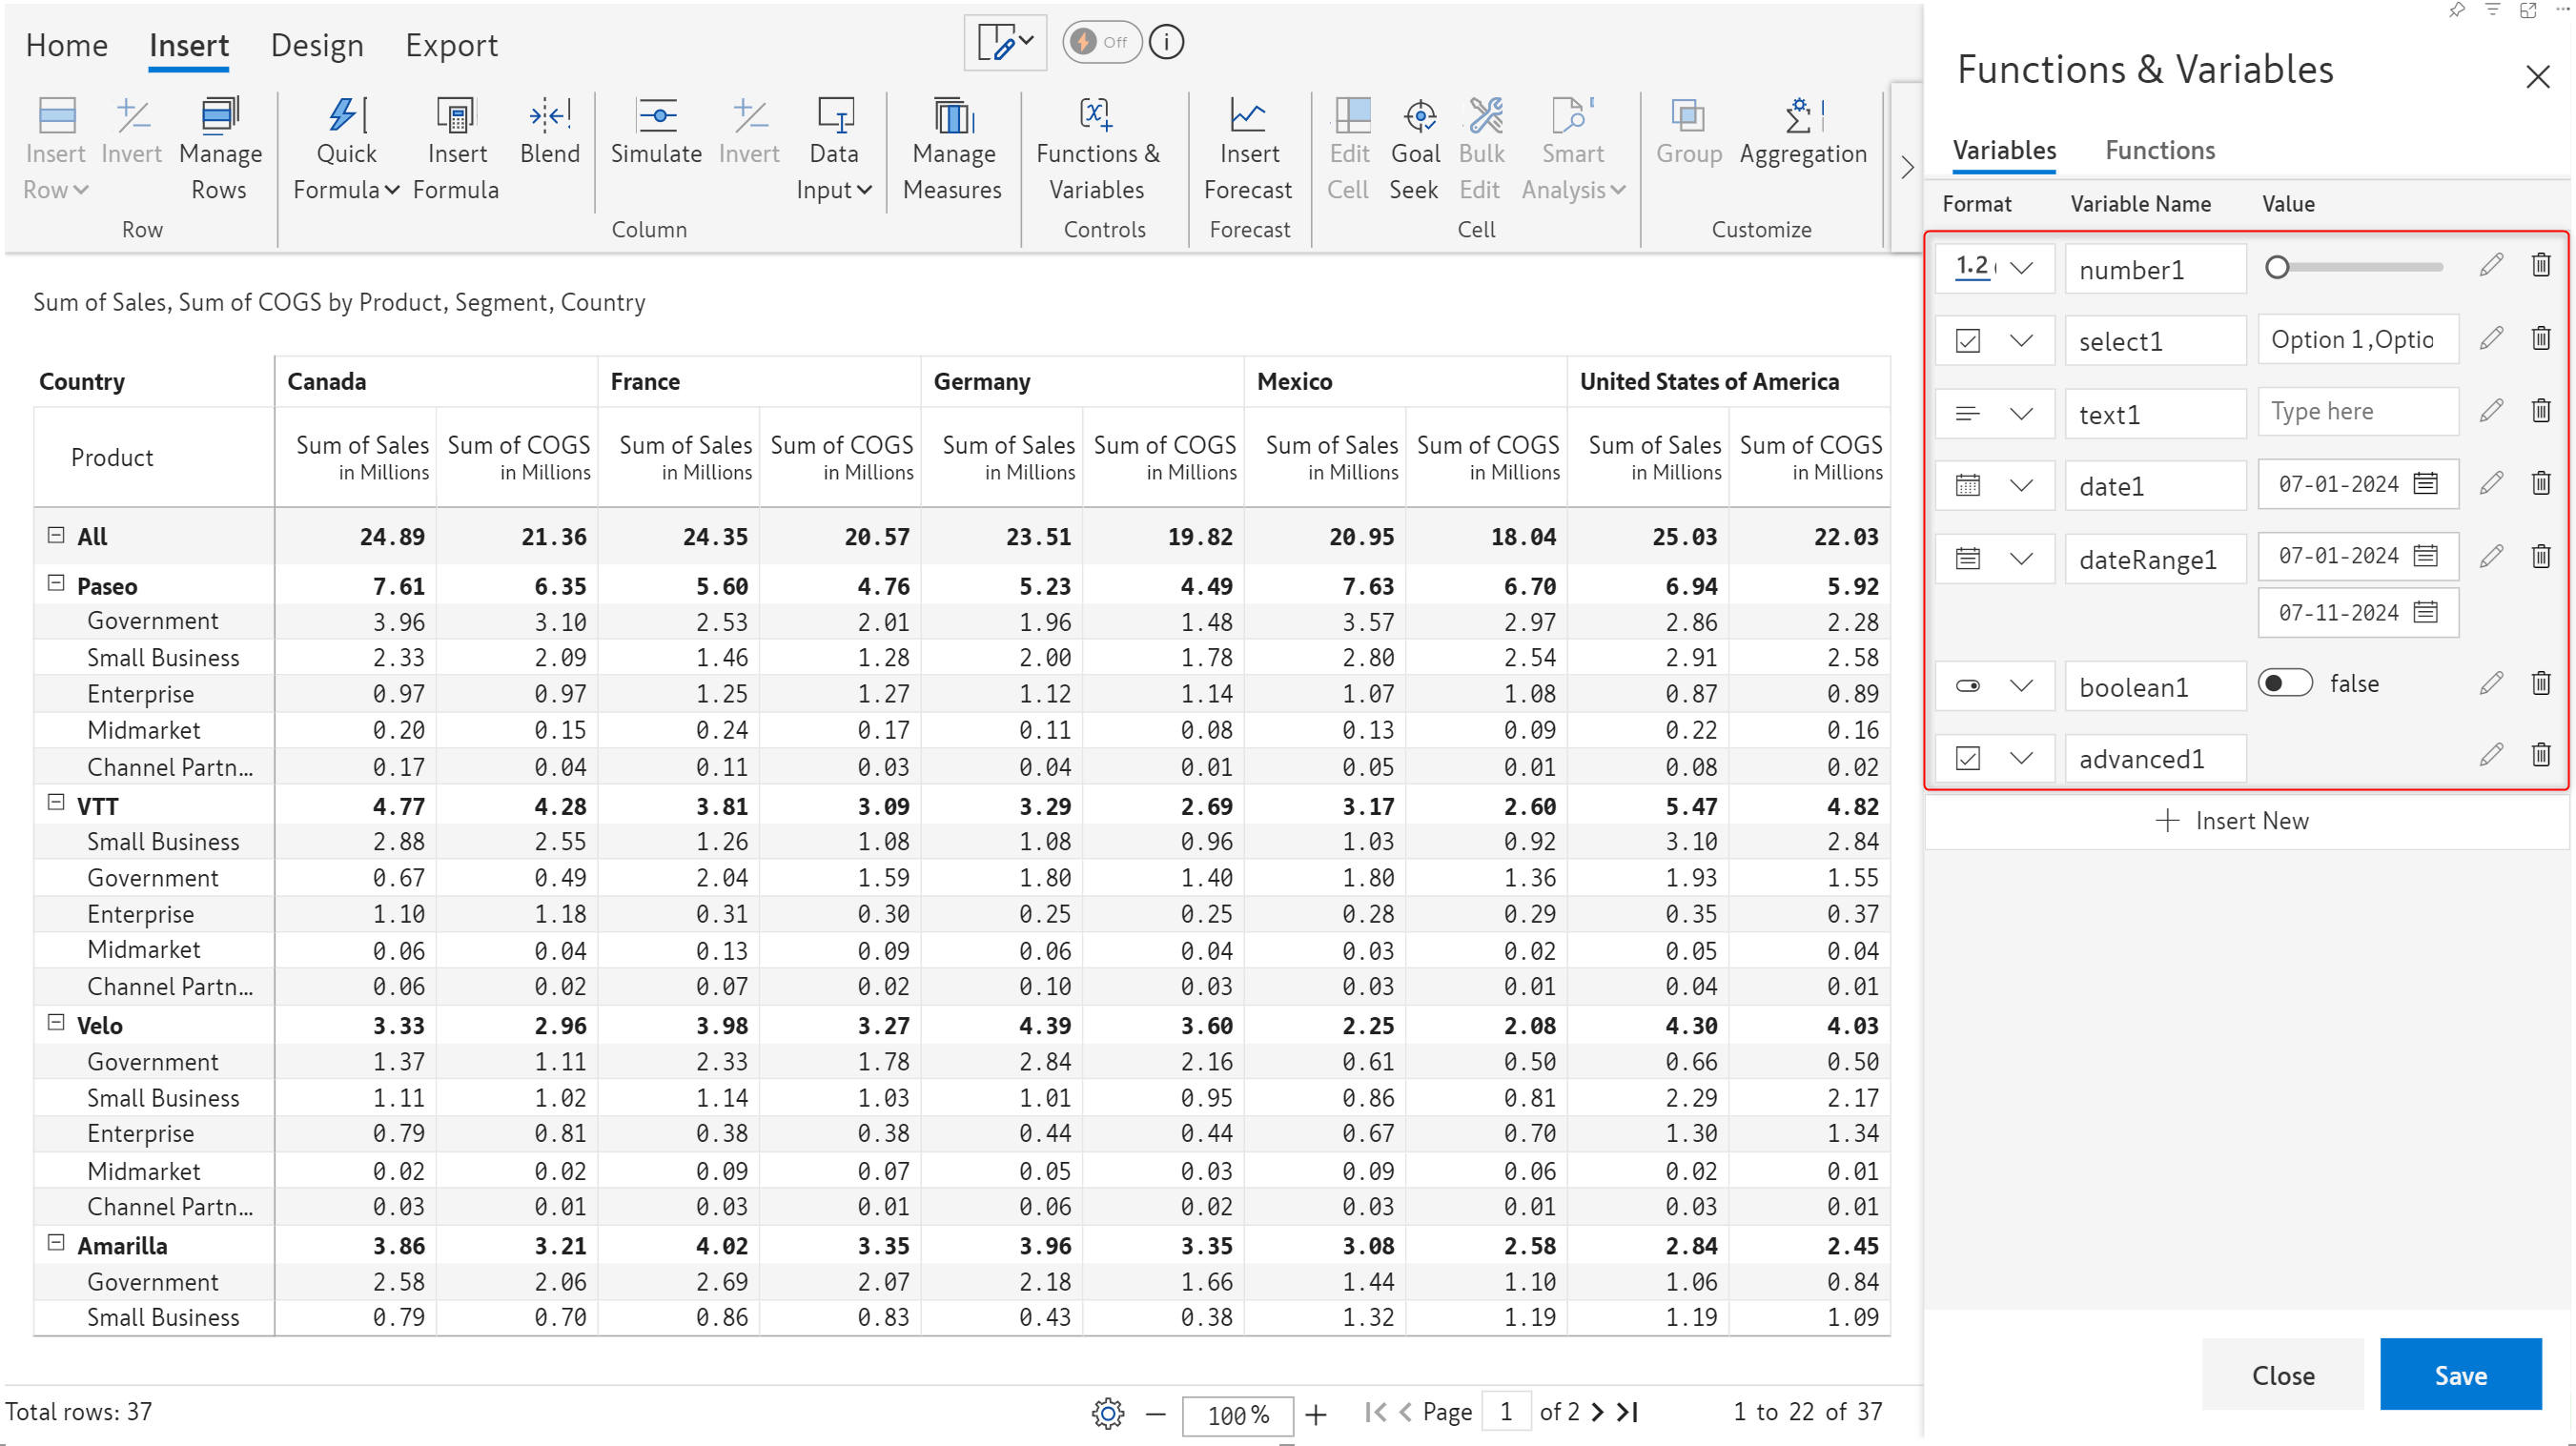 Home Insert Design Export
Off
Insert Row
Invert
Manage Rows
Row
Quick Formula
Insert Formula
Blend
Simulate
Invert
Data Input
Column
Manage Measures
Functions & Variables
Controls
Insert Forecast
Forecast
Edit Cell
Goal Seek
Bulk Edit
Smart Analysis
Cell
Group
Aggregation
Customize
Sum of Sales, Sum of COGS by Product, Segment, Country
Country Canada France Germany Mexico United States of America
Product Sum of Sales in Millions Sum of COGS in Millions Sum of Sales in Millions Sum of COGS in Millions Sum of Sales in Millions Sum of COGS in Millions Sum of Sales in Millions Sum of COGS in Millions Sum of Sales in Millions Sum of COGS in Millions
All 24.89 21.36 24.35 20.57 23.51 19.82 20.95 18.04 25.03 22.03
Paseo 7.61 6.35 5.60 4.76 5.23 4.49 7.63 6.70 6.94 5.92
Government 3.96 3.10 2.53 2.01 1.96 1.48 3.57 2.97 2.86 2.28
Small Business 2.33 2.09 1.46 1.28 2.00 1.78 2.80 2.54 2.91 2.58
Enterprise 0.97 0.97 1.25 1.27 1.12 1.14 1.07 1.08 0.87 0.89
Midmarket 0.20 0.15 0.24 0.17 0.11 0.08 0.13 0.09 0.22 0.16
Channel Partn... 0.17 0.04 0.11 0.03 0.04 0.01 0.05 0.01 0.08 0.02
VTT 4.77 4.28 3.81 3.09 3.29 2.69 3.17 2.60 5.47 4.82
Small Business 2.88 2.55 1.26 1.08 1.08 0.96 1.03 0.92 3.10 2.84
Government 0.67 0.49 2.04 1.59 1.80 1.40 1.80 1.36 1.93 1.55
Enterprise 1.10 1.18 0.31 0.30 0.25 0.25 0.28 0.29 0.35 0.37
Midmarket 0.06 0.04 0.13 0.09 0.06 0.04 0.03 0.02 0.05 0.04
Channel Partn... 0.06 0.02 0.07 0.02 0.10 0.03 0.03 0.01 0.04 0.01
Velo 3.33 2.96 3.98 3.27 4.39 3.60 2.25 2.08 4.30 4.03
Government 1.37 1.11 2.33 1.78 2.84 2.16 0.61 0.50 0.66 0.50
Small Business 1.11 1.02 1.14 1.03 1.01 0.95 0.86 0.81 2.29 2.17
Enterprise 0.79 0.81 0.38 0.38 0.44 0.44 0.67 0.70 1.30 1.34
Midmarket 0.02 0.02 0.09 0.07 0.05 0.03 0.09 0.06 0.02 0.01
Channel Partn... 0.03 0.01 0.03 0.01 0.06 0.02 0.03 0.01 0.03 0.01
Amarilla 3.86 3.21 4.02 3.35 3.96 3.35 3.08 2.58 2.84 2.45
Government 2.58 2.06 2.69 2.07 2.18 1.66 1.44 1.10 1.06 0.84
Small Business 0.79 0.70 0.86 0.83 0.43 0.38 1.32 1.19 1.19 1.09
Total rows: 37
100%
Page 1 of 2
1 to 22 of 37
Functions & Variables
Variables Functions
Format Variable Name Value
1.2 number1
select1 Option 1,Optio
text1 Type here
date1 07-01-2024
dateRange1 07-01-2024
07-11-2024
boolean1 false
advanced1
Insert New
Close Save